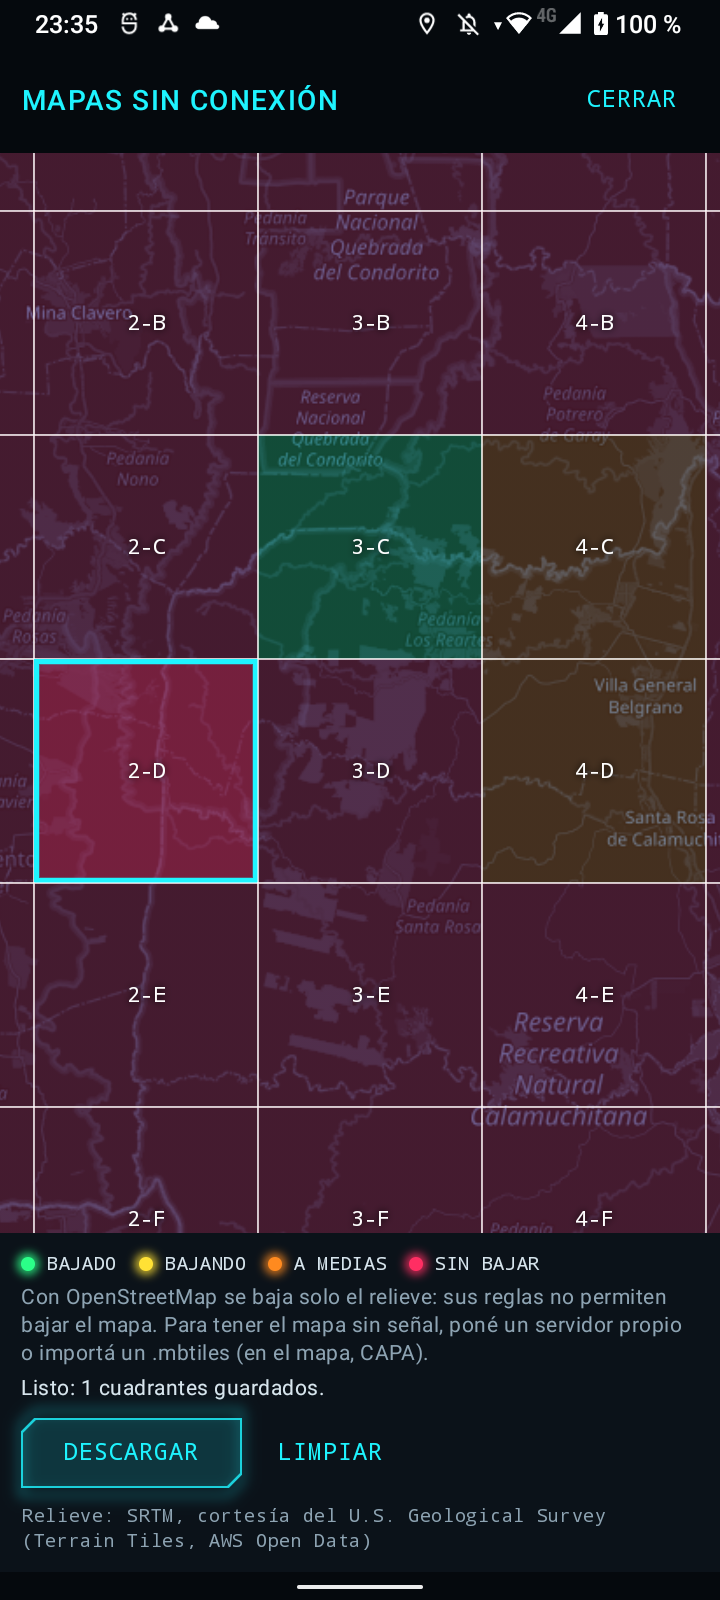 23:35
4G
100 %
MAPAS SIN CONEXIÓN
CERRAR
Parque
Nacional
Quebrada
del Condorito
Pedanía
Tránsito
Mina Clavero
2-B
3-B
4-B
Reserva
Nacional
Quebrada
del Condorito
Pedanía
Potrero
de Garay
Pedanía
Nono
2-C
3-C
4-C
Pedanía
Rosas
Pedanía
Los Reartes
Villa General
Belgrano
2-D
3-D
4-D
Santa Rosa
de Calamuchit
Pedanía
Santa Rosa
2-E
3-E
4-E
Reserva
Recreativa
Natural
Calamuchitana
2-F
3-F
4-F
Pedanía
BAJADO
BAJANDO
A MEDIAS
SIN BAJAR
Con OpenStreetMap se baja solo el relieve: sus reglas no permiten
bajar el mapa. Para tener el mapa sin señal, poné un servidor propio
o importá un .mbtiles (en el mapa, CAPA).
Listo: 1 cuadrantes guardados.
DESCARGAR
LIMPIAR
Relieve: SRTM, cortesía del U.S. Geological Survey
(Terrain Tiles, AWS Open Data)